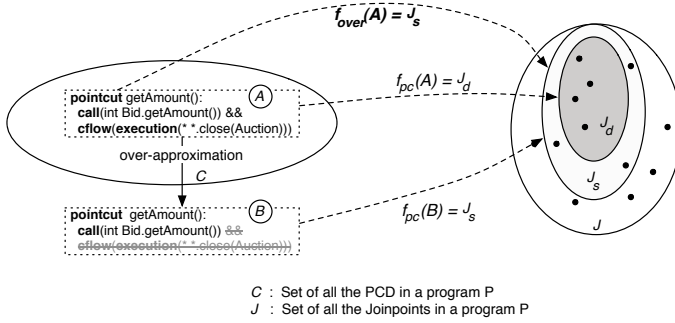 f_over(A) = J_s
A
pointcut getAmount():
call(int Bid.getAmount()) &&
cflow(execution(* *.close(Auction)))
f_pc(A) = J_d
over-approximation
C
B
pointcut getAmount():
call(int Bid.getAmount()) &&
cflow(execution(* *.close(Auction)))
f_pc(B) = J_s
J_d
J_s
J
C : Set of all the PCD in a program P
J : Set of all the Joinpoints in a program P